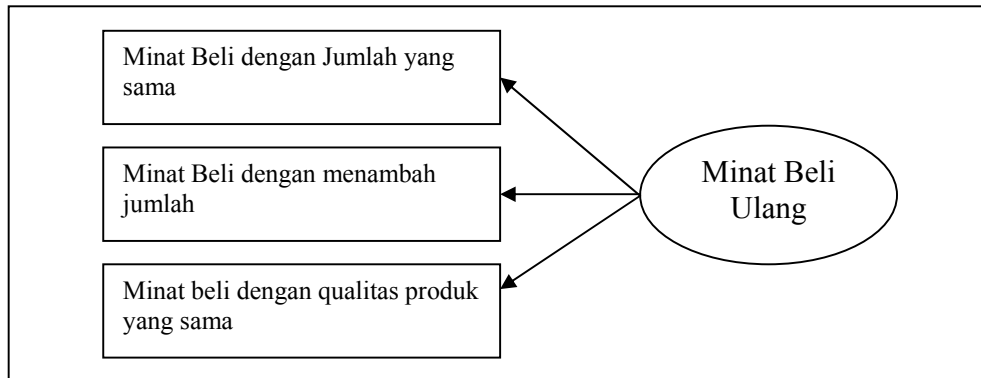 Minat Beli dengan Jumlah yang
sama
Minat Beli dengan menambah
jumlah
Minat beli dengan qualitas produk
yang sama
Minat Beli
Ulang